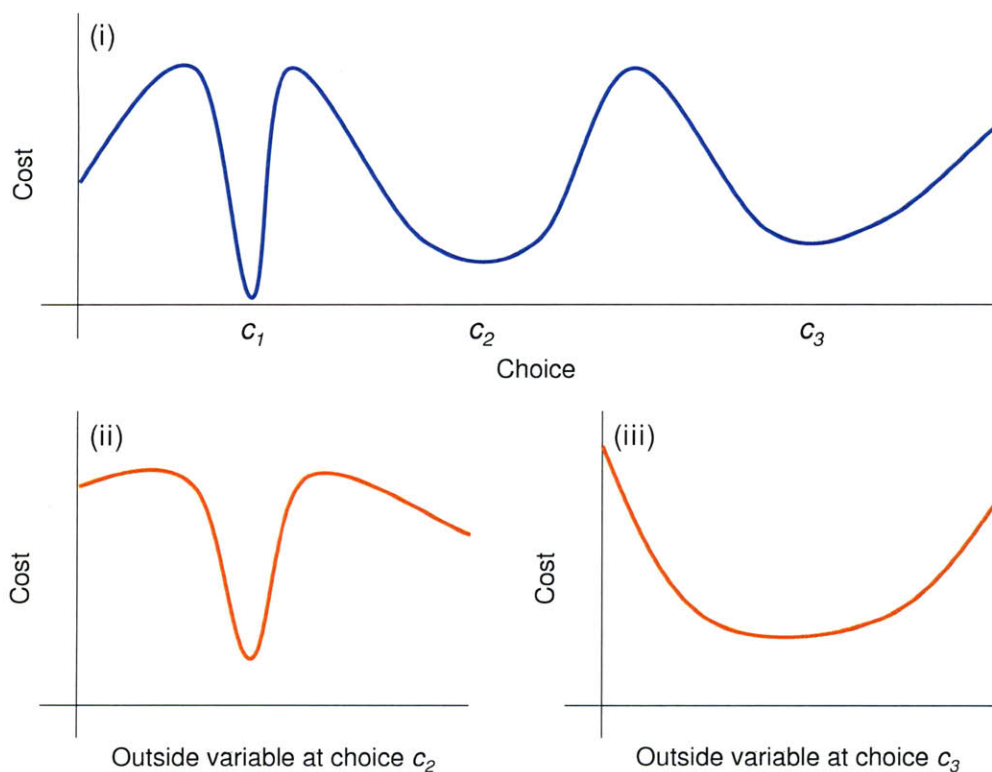 (i)
Cost
c₁ c₂ c₃
Choice
(ii) (iii)
Cost Cost
Outside variable at choice c₂ Outside variable at choice c₃